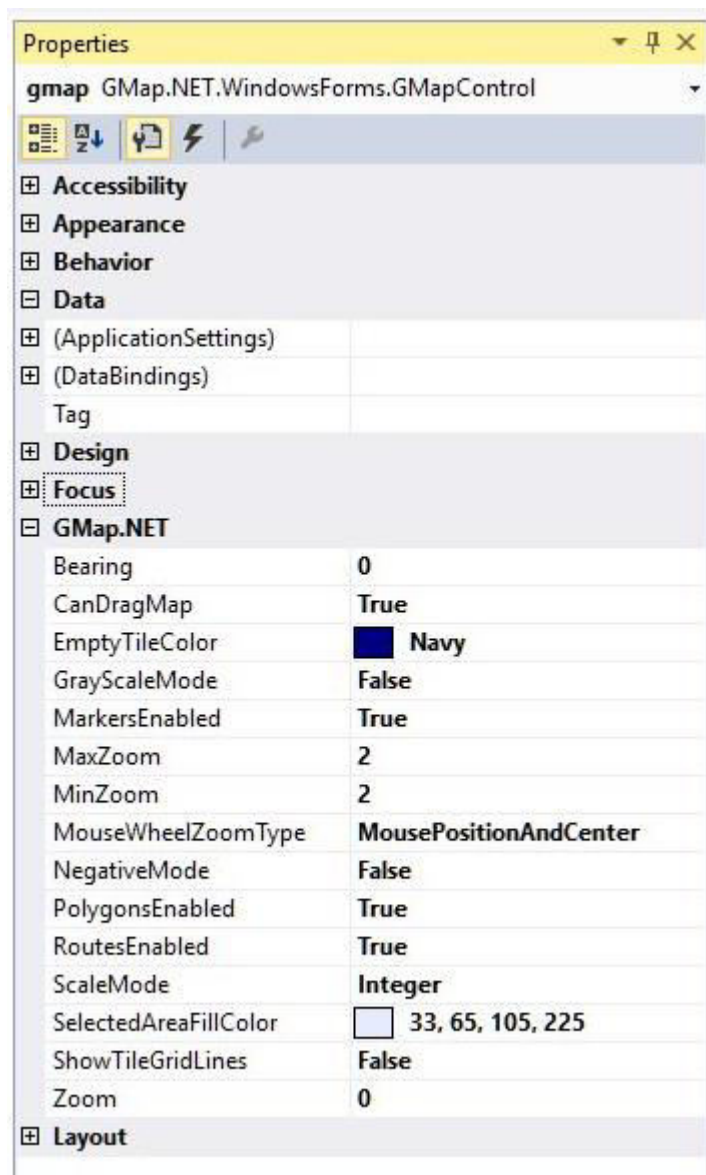 Properties
gmap GMap.NET.WindowsForms.GMapControl
Accessibility
Appearance
Behavior
Data
(ApplicationSettings)
(DataBindings)
Tag
Design
Focus
GMap.NET
Bearing 0
CanDragMap True
EmptyTileColor Navy
GrayScaleMode False
MarkersEnabled True
MaxZoom 2
MinZoom 2
MouseWheelZoomType MousePositionAndCenter
NegativeMode False
PolygonsEnabled True
RoutesEnabled True
ScaleMode Integer
SelectedAreaFillColor 33, 65, 105, 225
ShowTileGridLines False
Zoom 0
Layout